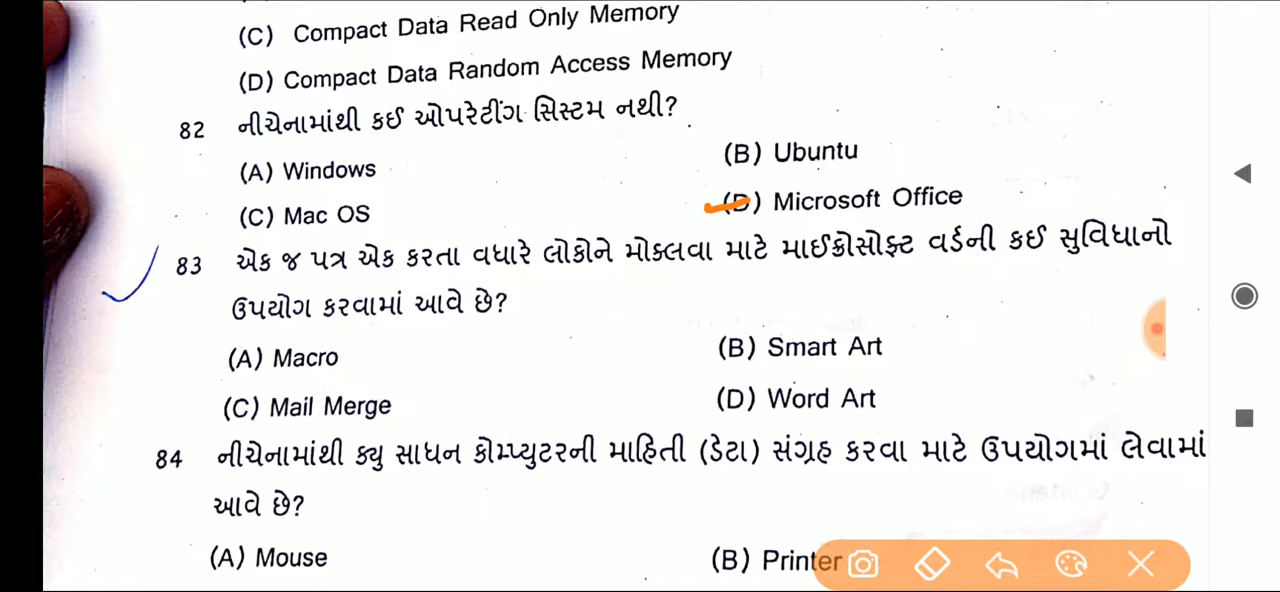 (C) Compact Data Read Only Memory
(D) Compact Data Random Access Memory
82 નીચેનામાંથી કઈ ઓપરેટીંગ સિસ્ટમ નથી?
(A) Windows (B) Ubuntu
(C) Mac OS (D) Microsoft Office
83 એક જ પત્ર એક કરતા વધારે લોકોને મોકલવા માટે માઈક્રોસોફ્ટ વર્ડની કઈ સુવિધાનો
ઉપયોગ કરવામાં આવે છે?
(A) Macro (B) Smart Art
(C) Mail Merge (D) Word Art
84 નીચેનામાંથી ક્યુ સાધન કોમ્પ્યુટરની માહિતી (ડેટા) સંગ્રહ કરવા માટે ઉપયોગમાં લેવામાં
આવે છે?
(A) Mouse (B) Printer